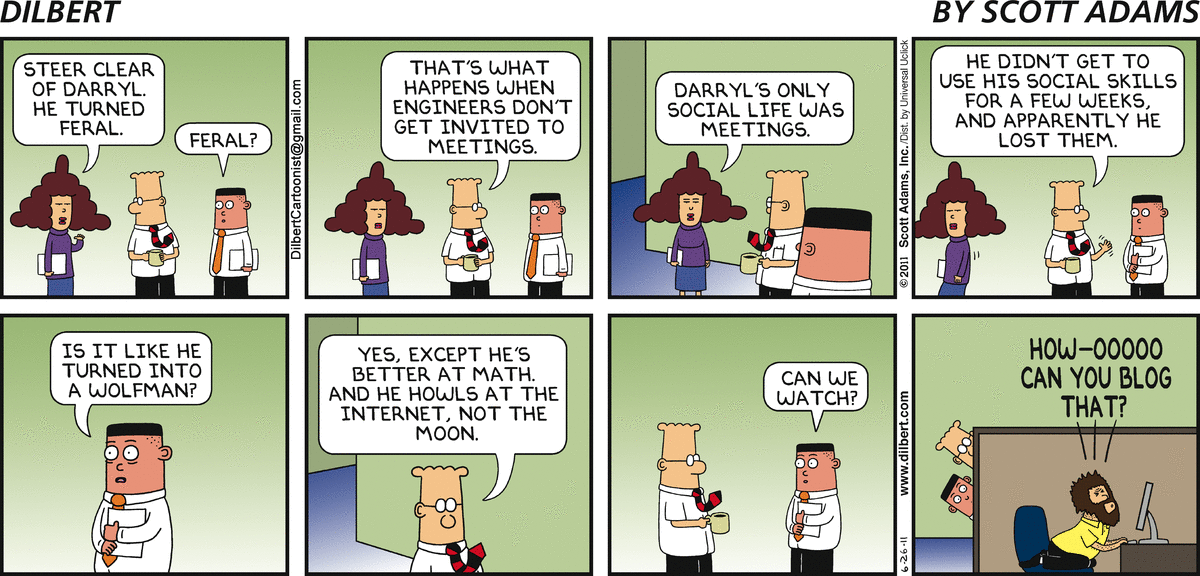 DILBERT
BY SCOTT ADAMS
STEER CLEAR
OF DARRYL.
HE TURNED
FERAL.
FERAL?
DilbertCartoonist@gmail.com
THAT'S WHAT
HAPPENS WHEN
ENGINEERS DON'T
GET INVITED TO
MEETINGS.
DARRYL'S ONLY
SOCIAL LIFE WAS
MEETINGS.
©2011 Scott Adams, Inc./Dist. by Universal Uclick
HE DIDN'T GET TO
USE HIS SOCIAL SKILLS
FOR A FEW WEEKS,
AND APPARENTLY HE
LOST THEM.
IS IT LIKE HE
TURNED INTO
A WOLFMAN?
YES, EXCEPT HE'S
BETTER AT MATH.
AND HE HOWLS AT THE
INTERNET, NOT THE
MOON.
CAN WE
WATCH?
www.dilbert.com
6-26-11
HOW-OOOOO
CAN YOU BLOG
THAT?